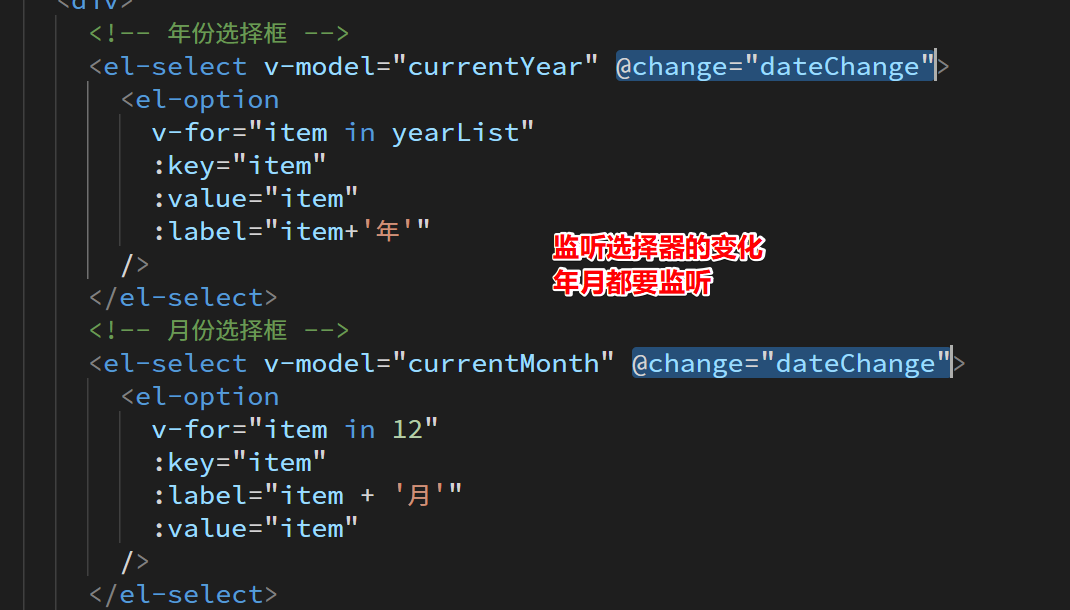 <div>
<!-- 年份选择框 -->
<el-select v-model="currentYear" @change="dateChange">
<el-option
v-for="item in yearList"
:key="item"
:value="item"
:label="item+'年'"
/>
</el-select>
监听选择器的变化
年月都要监听
<!-- 月份选择框 -->
<el-select v-model="currentMonth" @change="dateChange">
<el-option
v-for="item in 12"
:key="item"
:label="item + '月'"
:value="item"
/>
</el-select>